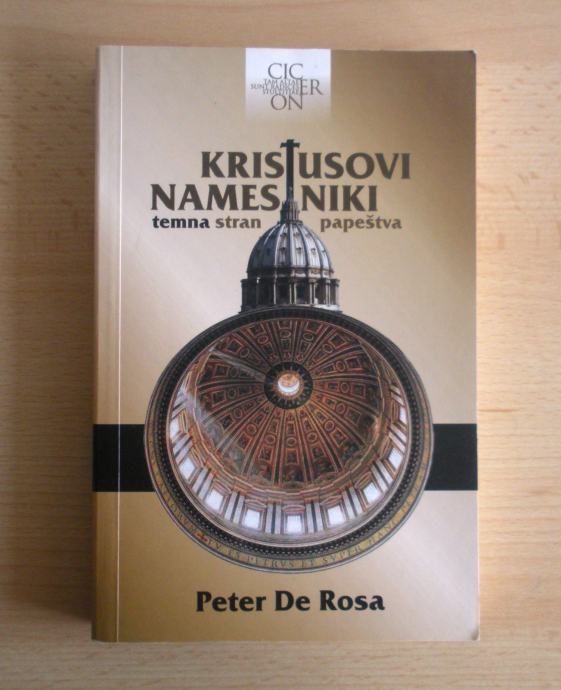 CIC
ER
ON
KRISTUSOVI
NAMESTNIKI
temna stran papeštva
Peter De Rosa